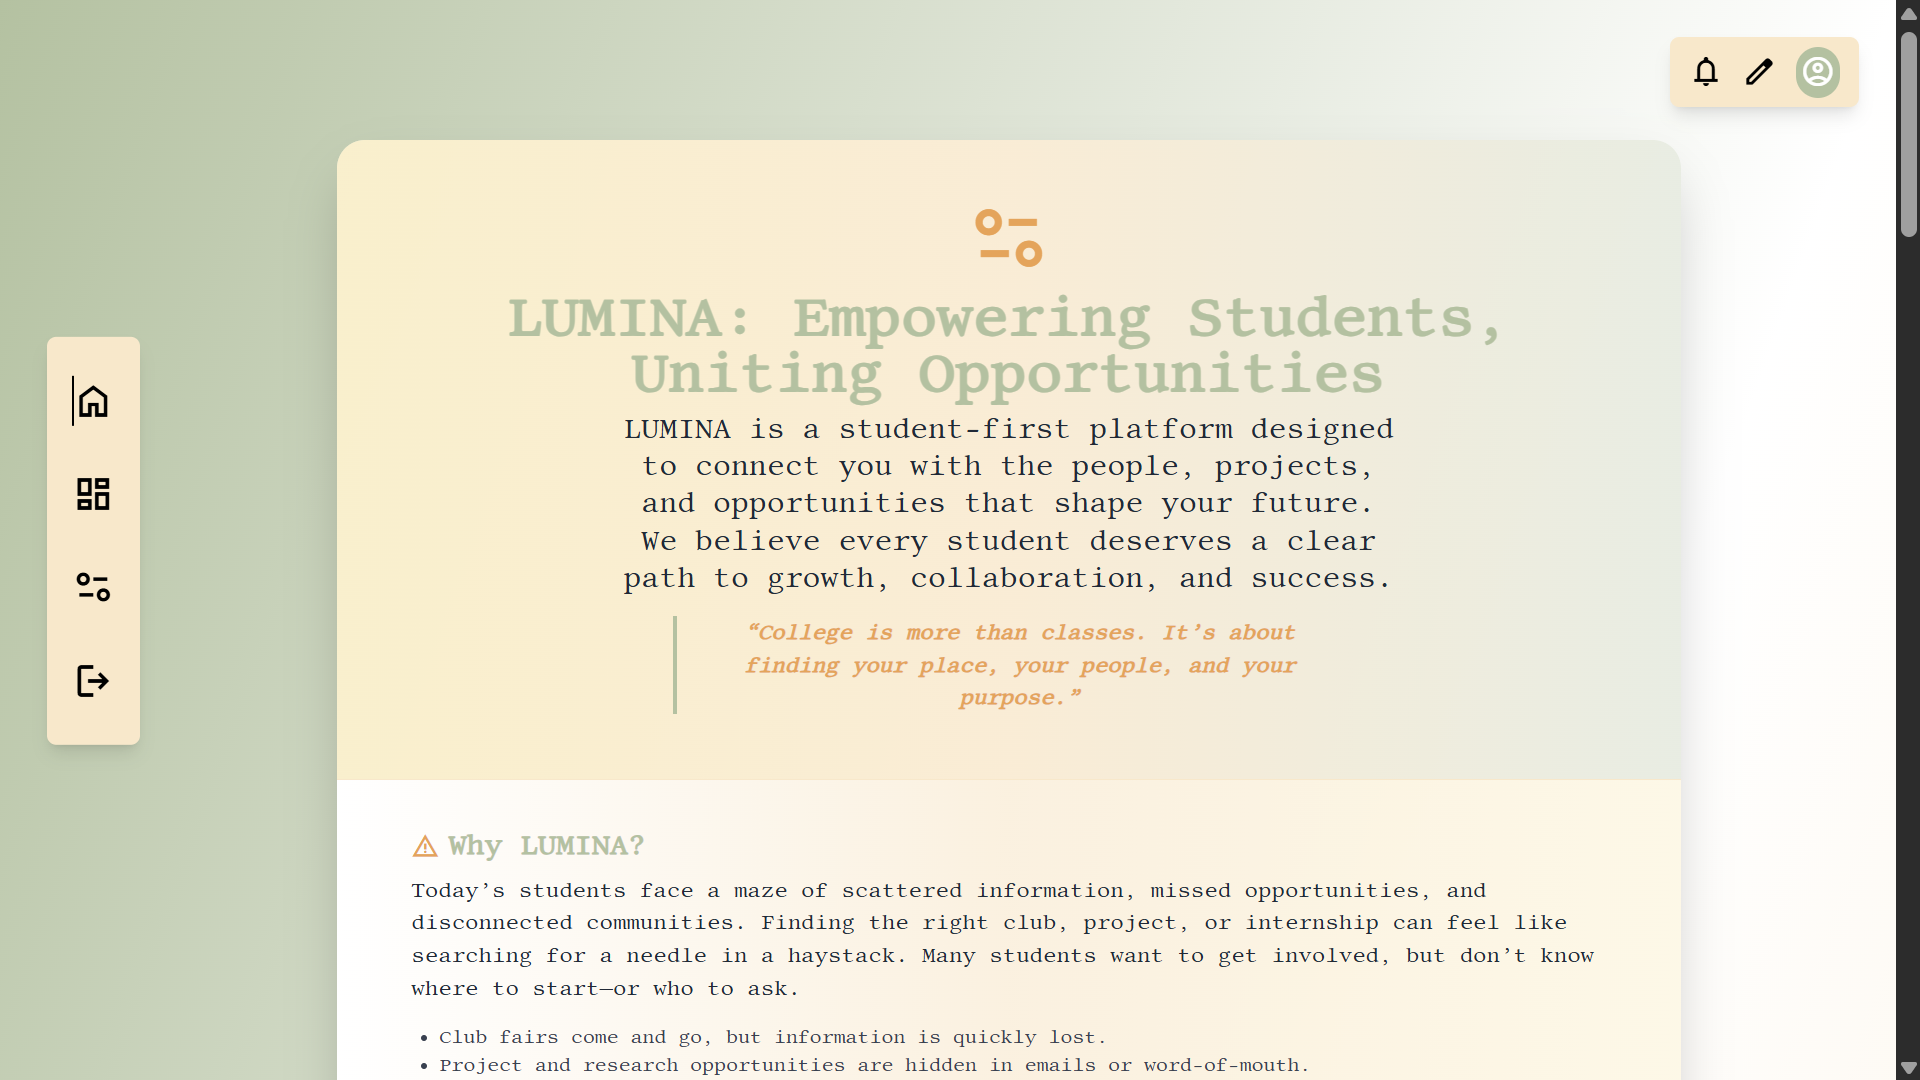 LUMINA: Empowering Students,
Uniting Opportunities
LUMINA is a student-first platform designed
to connect you with the people, projects,
and opportunities that shape your future.
We believe every student deserves a clear
path to growth, collaboration, and success.
“College is more than classes. It’s about
finding your place, your people, and your
purpose.”
Why LUMINA?
Today’s students face a maze of scattered information, missed opportunities, and
disconnected communities. Finding the right club, project, or internship can feel like
searching for a needle in a haystack. Many students want to get involved, but don’t know
where to start—or who to ask.
• Club fairs come and go, but information is quickly lost.
• Project and research opportunities are hidden in emails or word-of-mouth.